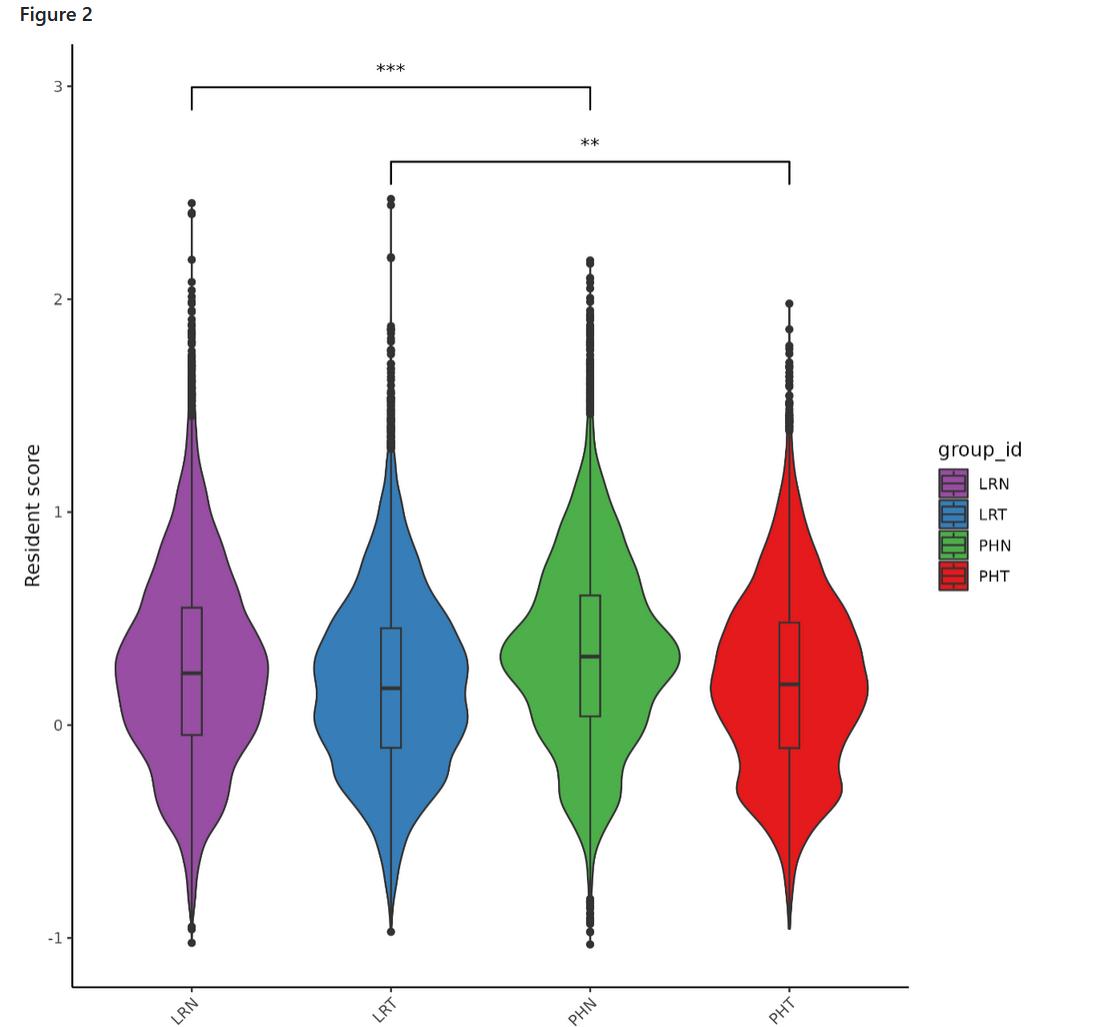 Figure 2
***
**
3
2
1
0
-1
Resident score
LRN
LRT
PHN
PHT
group_id
LRN
LRT
PHN
PHT